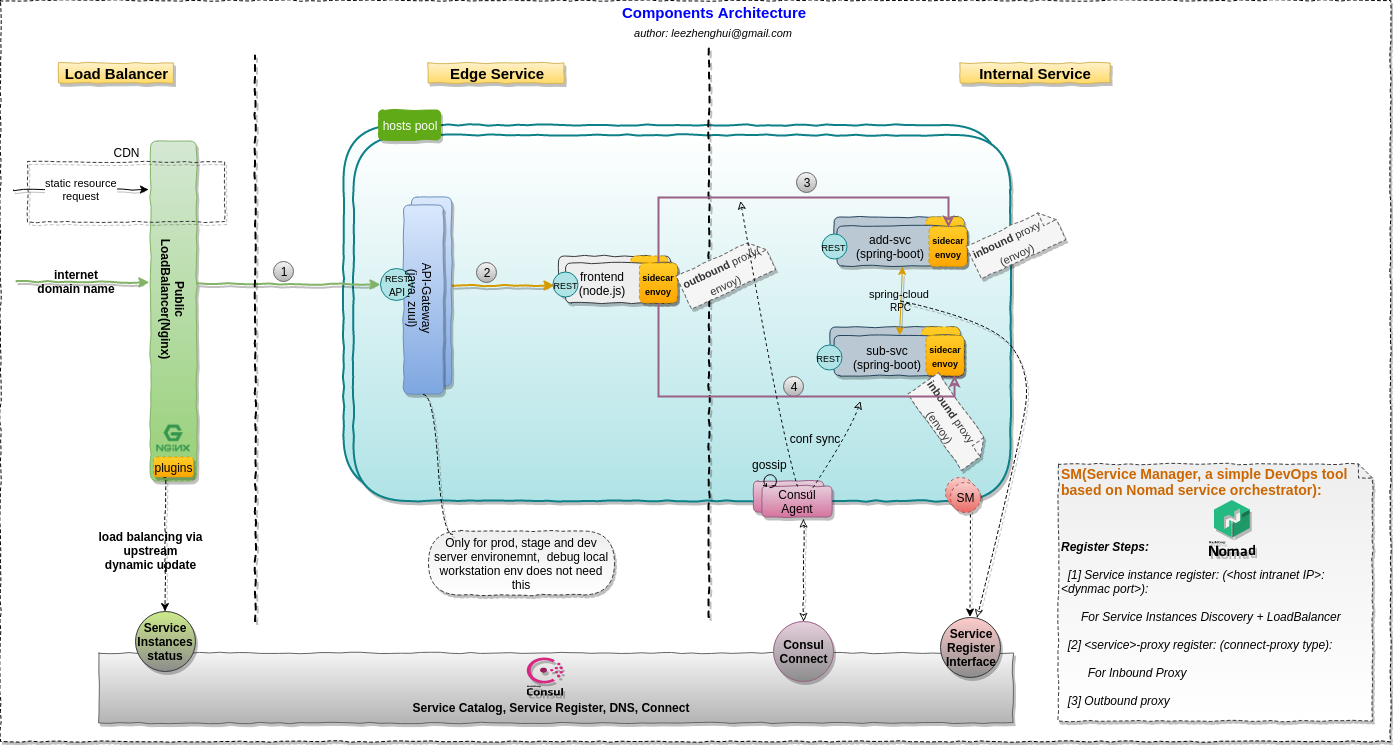 Components Architecture
author: leezhenghui@gmail.com
Load Balancer
Edge Service
Internal Service
hosts pool
CDN
static resource
request
internet
domain name
Public
LoadBalancer(Nginx)
NGINX
plugins
1
REST
API
API-Gateway
(java, zuul)
2
REST
frontend
(node.js)
sidecar
envoy
outbound proxy
envoy)
3
REST
add-svc
(spring-boot)
sidecar
envoy
inbound proxy
(envoy)
spring-cloud
RPC
REST
sub-svc
(spring-boot)
sidecar
envoy
inbound proxy
(envoy)
4
conf sync
gossip
Consul
Agent
SM
Only for prod, stage and dev
server environemnt,  debug local
workstation env does not need
this
load balancing via
upstream
dynamic update
Service
Instances
status
Consul
Connect
Service
Register
Interface
Consul
Service Catalog, Service Register, DNS, Connect
SM(Service Manager, a simple DevOps tool
based on Nomad service orchestrator):
Nomad
Register Steps:
[1] Service instance register: (<host intranet IP>:
<dynmac port>):
For Service Instances Discovery + LoadBalancer
[2] <service>-proxy register: (connect-proxy type):
For Inbound Proxy
[3] Outbound proxy